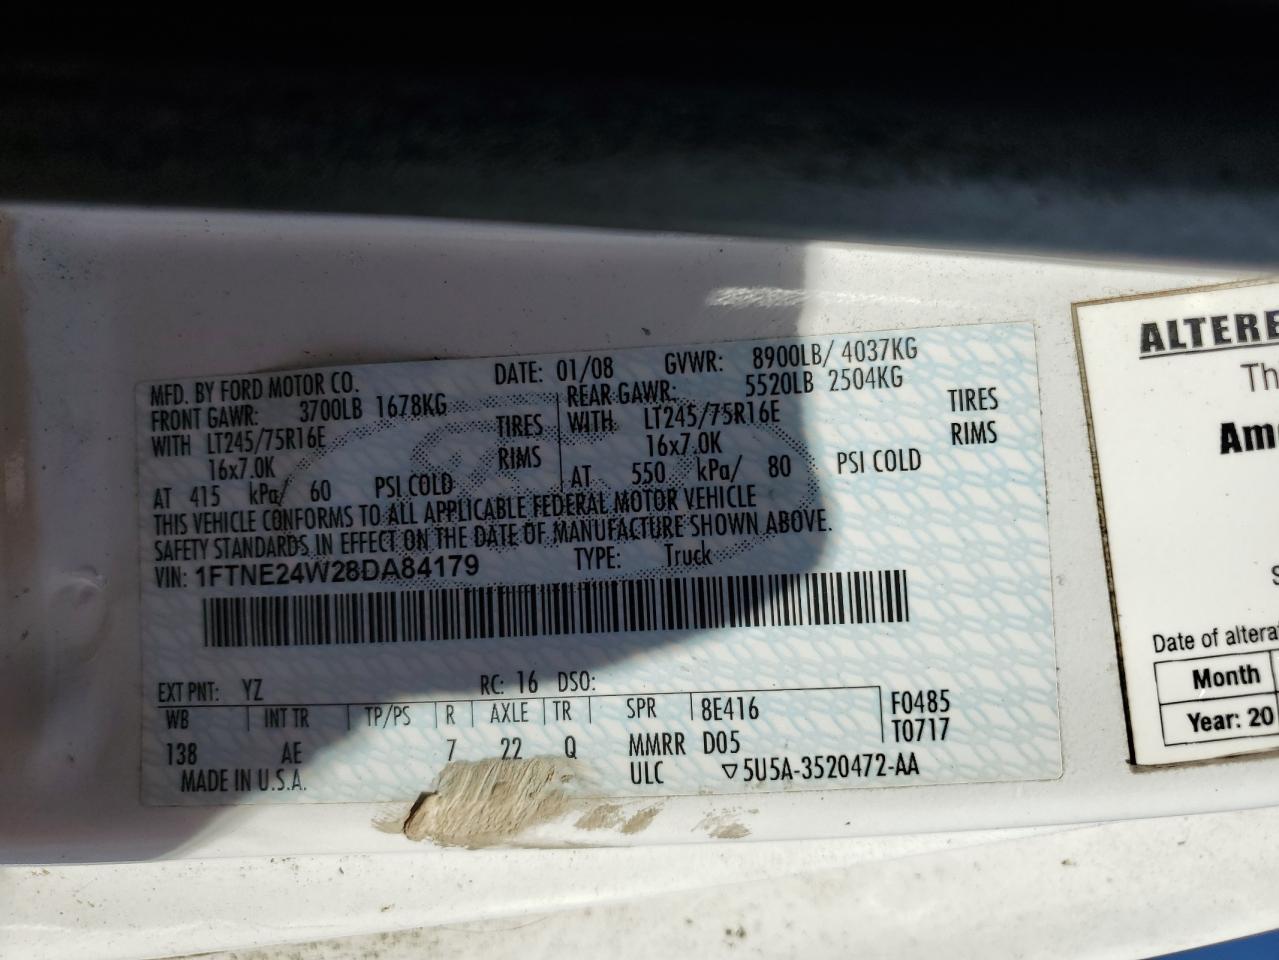 MFD. BY FORD MOTOR CO.
DATE: 01/08
GVWR: 8900LB/ 4037KG
FRONT GAWR: 3700LB 1678KG
REAR GAWR: 5520LB 2504KG
WITH LT245/75R16E TIRES
WITH LT245/75R16E TIRES
16x7.0K RIMS
16x7.0K RIMS
AT 415 kPa/ 60 PSI COLD
AT 550 kPa/ 80 PSI COLD
THIS VEHICLE CONFORMS TO ALL APPLICABLE FEDERAL MOTOR VEHICLE
SAFETY STANDARDS IN EFFECT ON THE DATE OF MANUFACTURE SHOWN ABOVE.
VIN: 1FTNE24W28DA84179
TYPE: Truck
EXT PNT: YZ RC: 16 DSO:
WB INT TR TP/PS R AXLE TR SPR 8E416 F0485
138 AE 7 22 Q MMRR D05 T0717
MADE IN U.S.A. ULC ▽5U5A-3520472-AA
ALTERE
Th
Am
S
Date of altera
Month
Year: 20